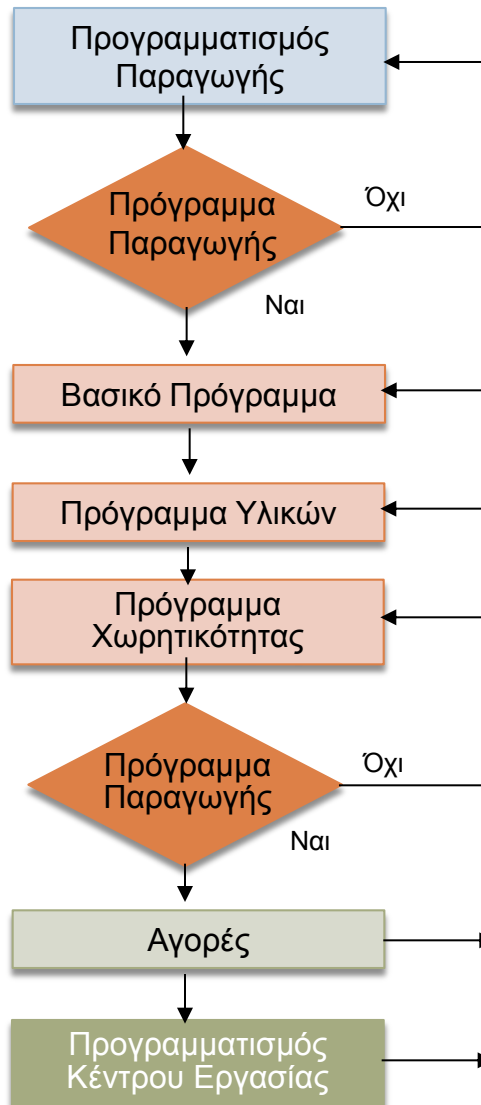 Προγραμματισμός
Παραγωγής
Πρόγραμμα
Παραγωγής
Όχι
Ναι
Βασικό Πρόγραμμα
Πρόγραμμα Υλικών
Πρόγραμμα
Χωρητικότητας
Πρόγραμμα
Παραγωγής
Όχι
Ναι
Αγορές
Προγραμματισμός
Κέντρου Εργασίας